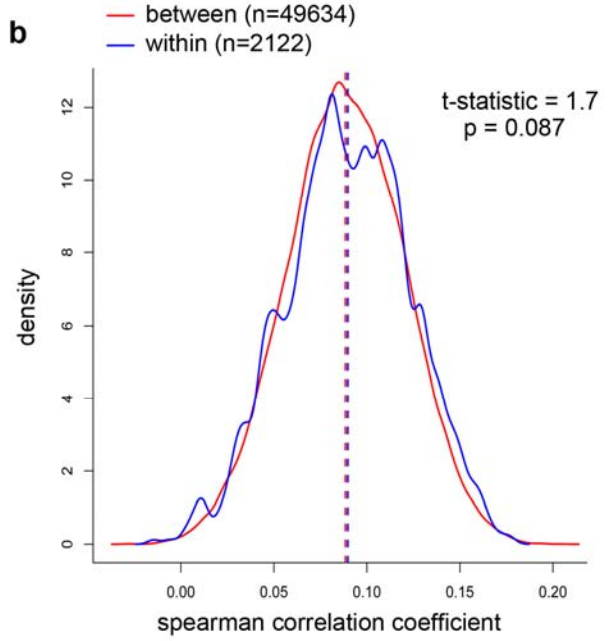 b
between (n=49634)
within (n=2122)
t-statistic = 1.7
p = 0.087
density
12
10
8
6
4
2
0
0.00 0.05 0.10 0.15 0.20
spearman correlation coefficient